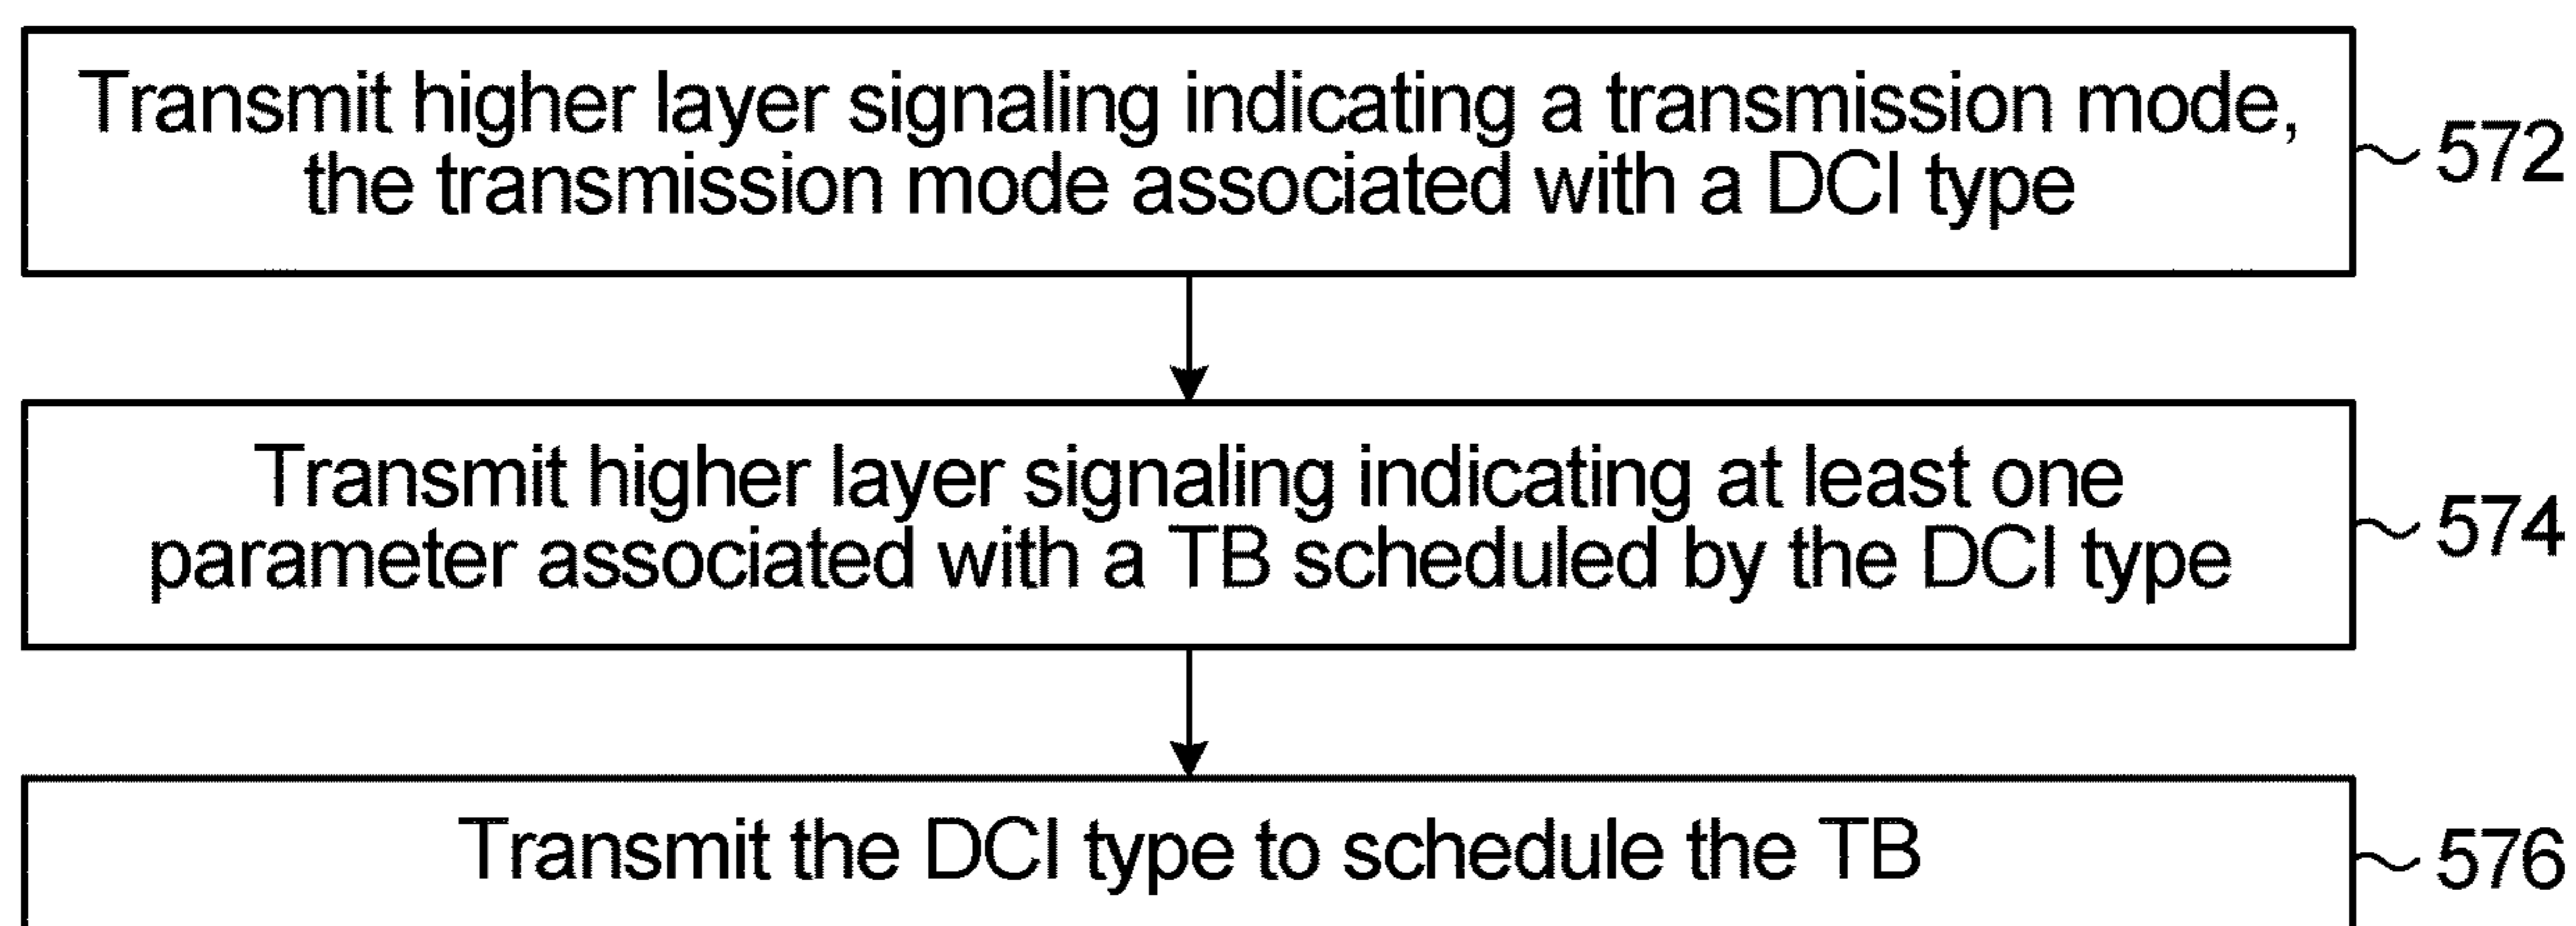 Transmit higher layer signaling indicating a transmission mode,
the transmission mode associated with a DCI type
572
Transmit higher layer signaling indicating at least one
parameter associated with a TB scheduled by the DCI type
574
Transmit the DCI type to schedule the TB
576